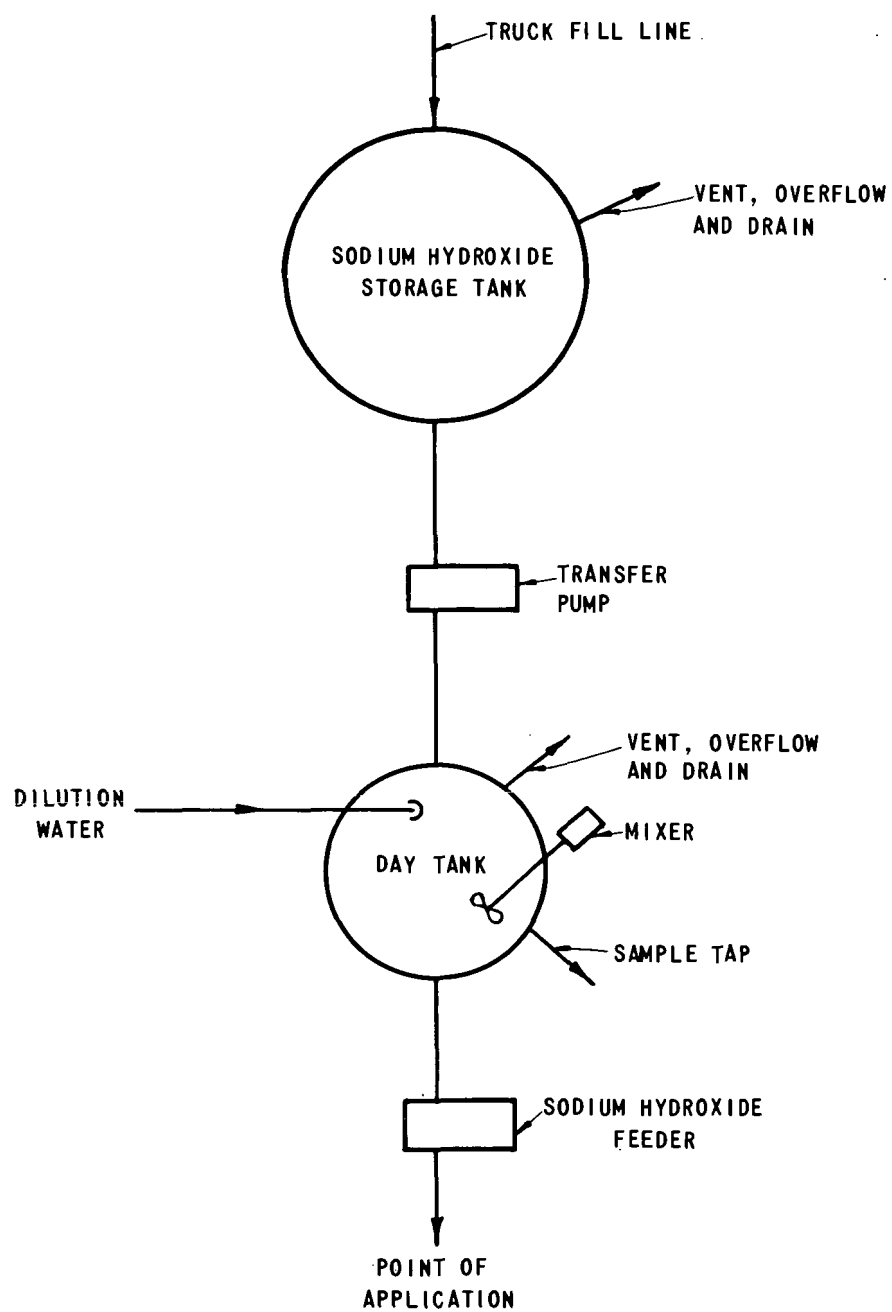 TRUCK FILL LINE
VENT, OVERFLOW
AND DRAIN
SODIUM HYDROXIDE
STORAGE TANK
TRANSFER
PUMP
VENT, OVERFLOW
AND DRAIN
DILUTION
WATER
MIXER
DAY TANK
SAMPLE TAP
SODIUM HYDROXIDE
FEEDER
POINT OF
APPLICATION